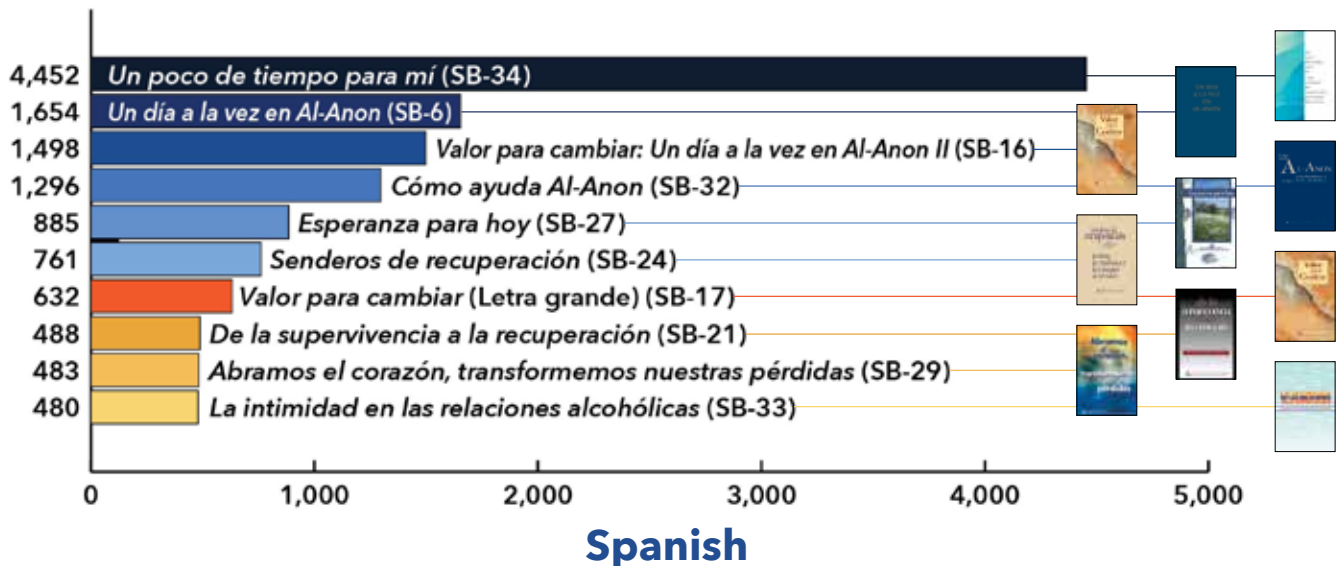 4,452 Un poco de tiempo para mí (SB-34)
1,654 Un día a la vez en Al-Anon (SB-6)
1,498 Valor para cambiar: Un día a la vez en Al-Anon II (SB-16)
1,296 Cómo ayuda Al-Anon (SB-32)
885 Esperanza para hoy (SB-27)
761 Senderos de recuperación (SB-24)
632 Valor para cambiar (Letra grande) (SB-17)
488 De la supervivencia a la recuperación (SB-21)
483 Abramos el corazón, transformemos nuestras pérdidas (SB-29)
480 La intimidad en las relaciones alcohólicas (SB-33)
0 1,000 2,000 3,000 4,000 5,000
Spanish